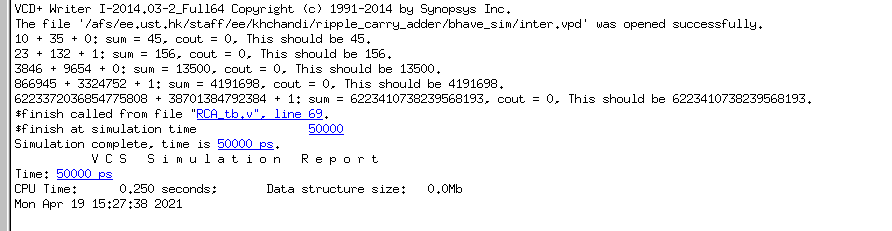 VCD+ Writer I-2014.03-2_Full64 Copyright (c) 1991-2014 by Synopsys Inc.
The file '/afs/ee.ust.hk/staff/ee/khchandi/ripple_carry_adder/bhave_sim/inter.vpd' was opened successfully.
10 + 35 + 0: sum = 45, cout = 0, This should be 45.
23 + 132 + 1: sum = 156, cout = 0, This should be 156.
3846 + 9654 + 0: sum = 13500, cout = 0, This should be 13500.
866945 + 3324752 + 1: sum = 4191698, cout = 0, This should be 4191698.
6223372036854775808 + 38701384792384 + 1: sum = 6223410738239568193, cout = 0, This should be 6223410738239568193.
$finish called from file "RCA_tb.v", line 69.
$finish at simulation time 50000
Simulation complete, time is 50000 ps.
V C S   S i m u l a t i o n   R e p o r t
Time: 50000 ps
CPU Time: 0.250 seconds; Data structure size: 0.0Mb
Mon Apr 19 15:27:38 2021